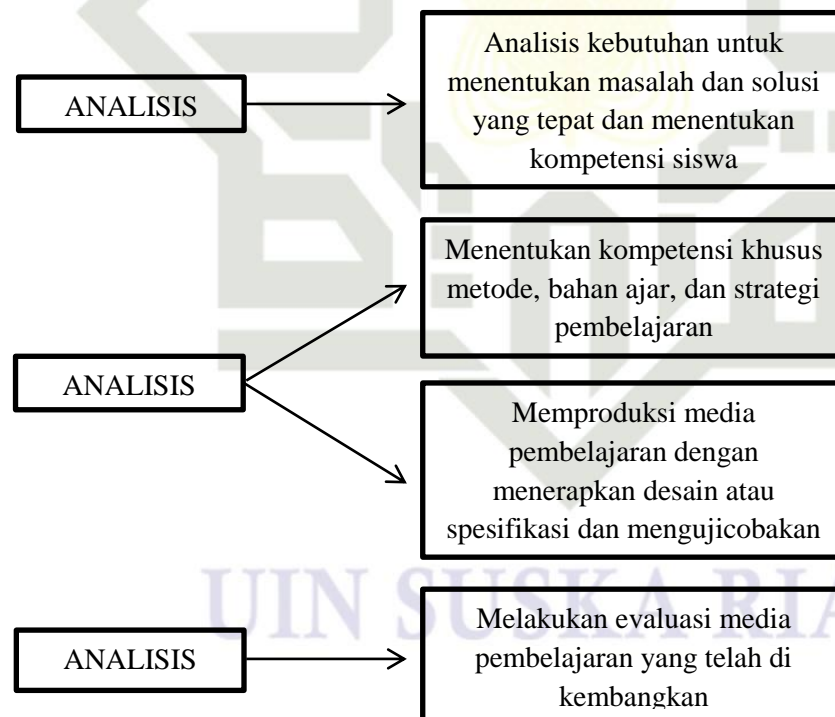 ANALISIS
Analisis kebutuhan untuk
menentukan masalah dan solusi
yang tepat dan menentukan
kompetensi siswa
ANALISIS
Menentukan kompetensi khusus
metode, bahan ajar, dan strategi
pembelajaran
Memproduksi media
pembelajaran dengan
menerapkan desain atau
spesifikasi dan mengujicobakan
UIN SUSKA RIA
ANALISIS
Melakukan evaluasi media
pembelajaran yang telah di
kembangkan